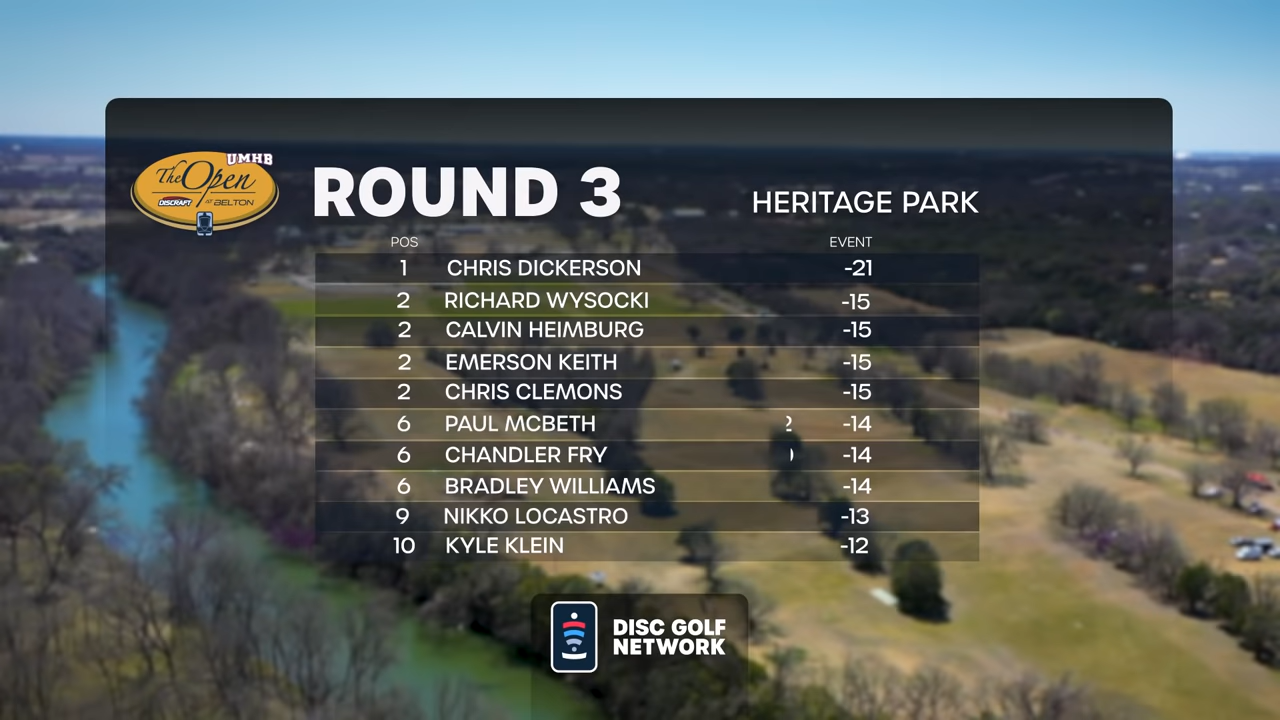 UMHB
The Open
DISCRAFT AT BELTON
ROUND 3
HERITAGE PARK
POS EVENT
1 CHRIS DICKERSON -21
2 RICHARD WYSOCKI -15
2 CALVIN HEIMBURG -15
2 EMERSON KEITH -15
2 CHRIS CLEMONS -15
6 PAUL MCBETH -14
6 CHANDLER FRY -14
6 BRADLEY WILLIAMS -14
9 NIKKO LOCASTRO -13
10 KYLE KLEIN -12
DISC GOLF
NETWORK